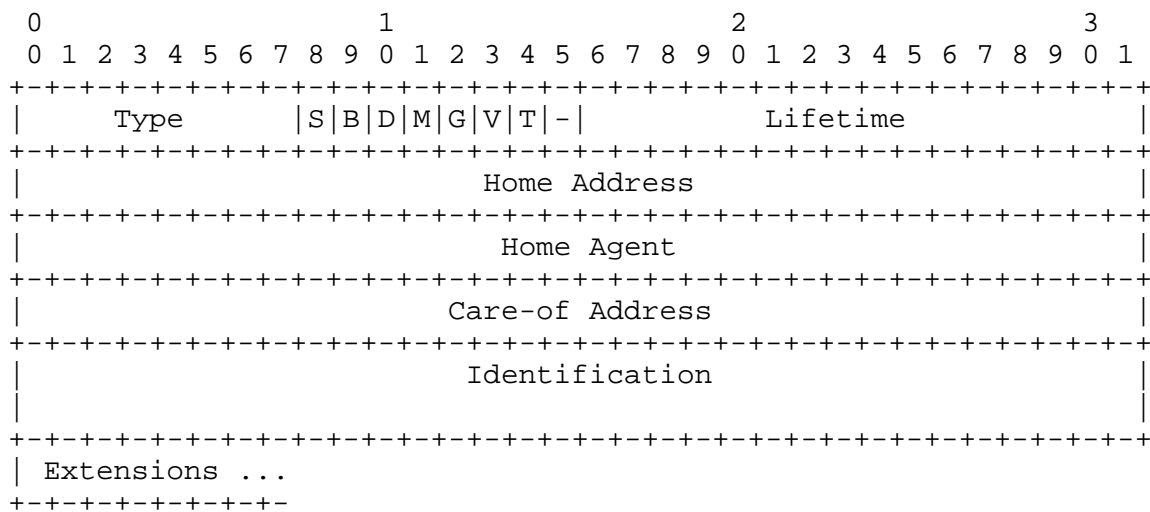 0                   1                   2                   3
 0 1 2 3 4 5 6 7 8 9 0 1 2 3 4 5 6 7 8 9 0 1 2 3 4 5 6 7 8 9 0 1
+-+-+-+-+-+-+-+-+-+-+-+-+-+-+-+-+-+-+-+-+-+-+-+-+-+-+-+-+-+-+-+-+
|     Type      |S|B|D|M|G|V|T|-|          Lifetime             |
+-+-+-+-+-+-+-+-+-+-+-+-+-+-+-+-+-+-+-+-+-+-+-+-+-+-+-+-+-+-+-+-+
|                          Home Address                         |
+-+-+-+-+-+-+-+-+-+-+-+-+-+-+-+-+-+-+-+-+-+-+-+-+-+-+-+-+-+-+-+-+
|                           Home Agent                          |
+-+-+-+-+-+-+-+-+-+-+-+-+-+-+-+-+-+-+-+-+-+-+-+-+-+-+-+-+-+-+-+-+
|                        Care-of Address                        |
+-+-+-+-+-+-+-+-+-+-+-+-+-+-+-+-+-+-+-+-+-+-+-+-+-+-+-+-+-+-+-+-+
|                         Identification                        |
|                                                               |
+-+-+-+-+-+-+-+-+-+-+-+-+-+-+-+-+-+-+-+-+-+-+-+-+-+-+-+-+-+-+-+-+
| Extensions ...
+-+-+-+-+-+-+-+-